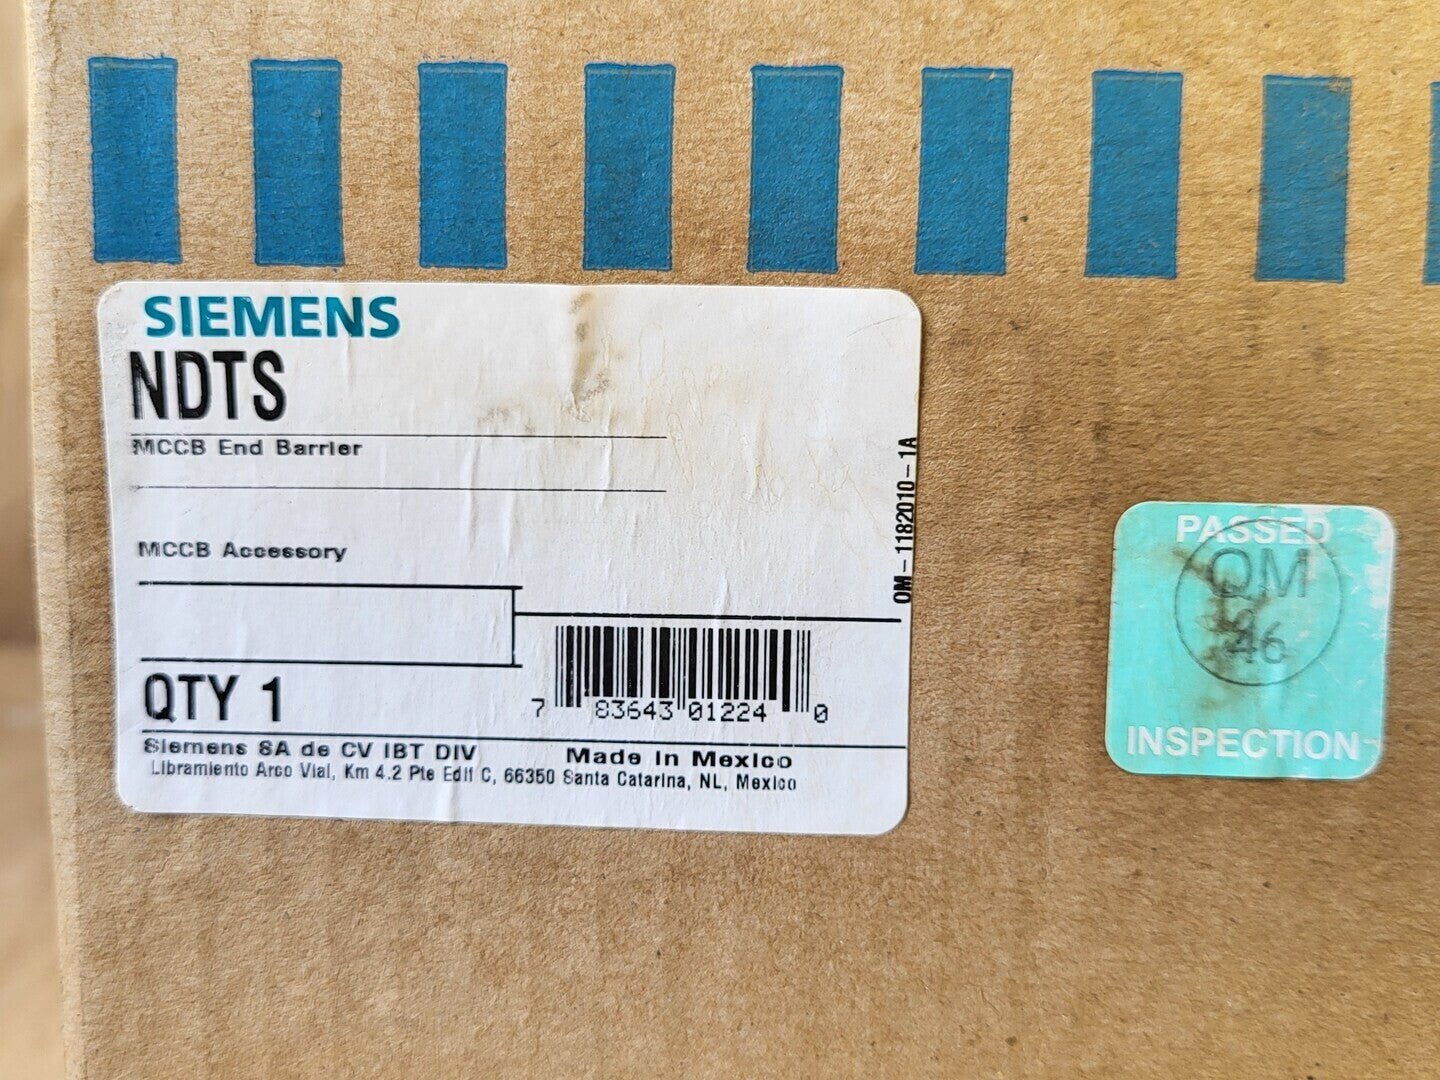 SIEMENS
NDTS
MCCB End Barrier
MCCB Accessory
QTY 1
7 83643 01224 0
Siemens SA de CV IBT DIV
Made in Mexico
Libramiento Arco Vial, Km 4.2 Pte Edif C, 66350 Santa Catarina, NL, Mexico
OM-1182010-1A
PASSED
QM
46
INSPECTION